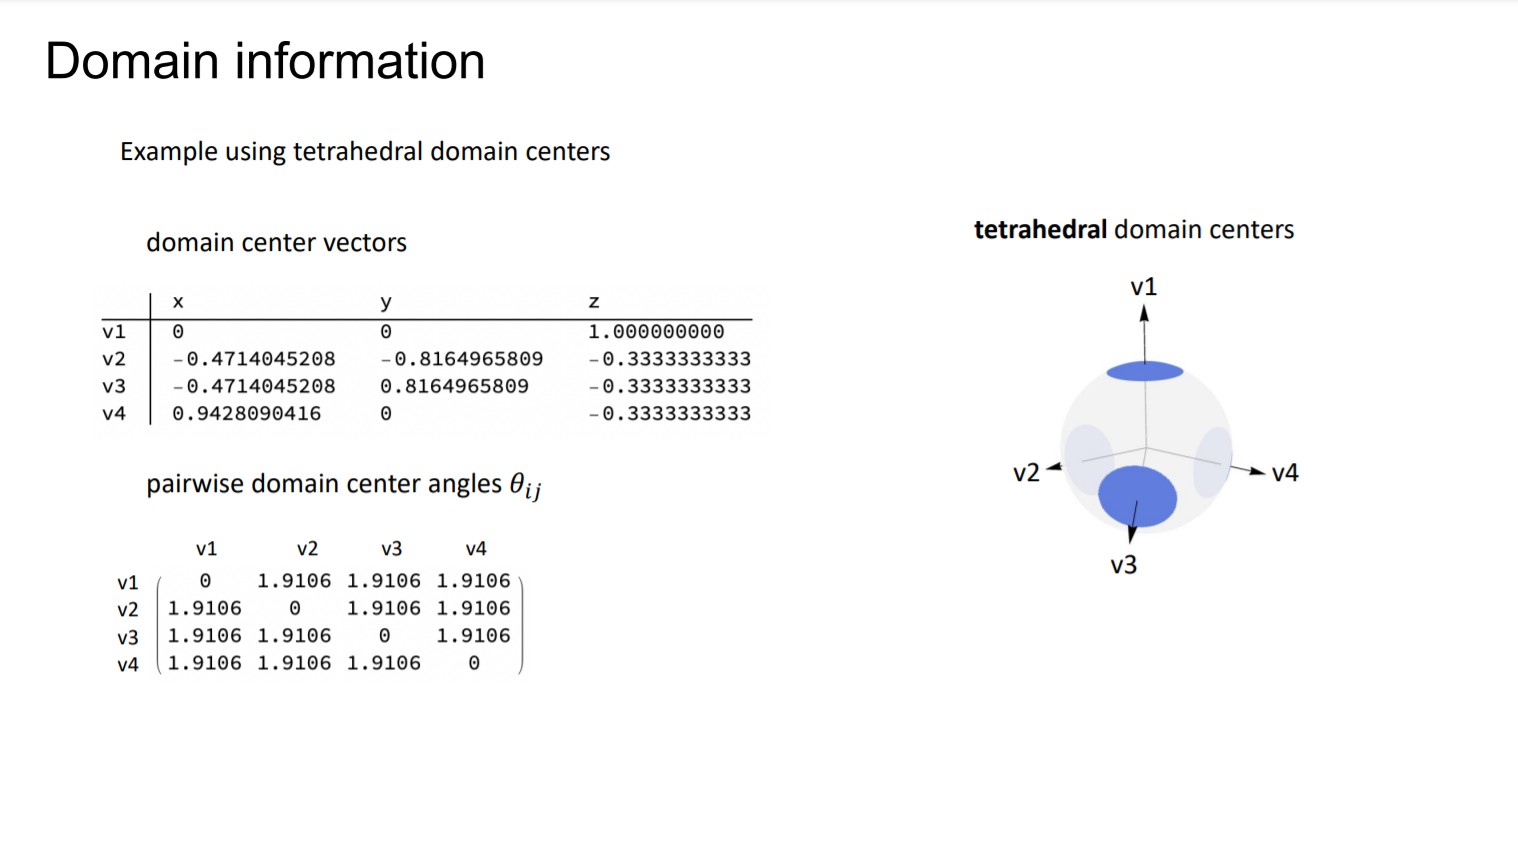 Domain information
Example using tetrahedral domain centers
domain center vectors
x y z
v1 0 0 1.000000000
v2 -0.4714045208 -0.8164965809 -0.3333333333
v3 -0.4714045208 0.8164965809 -0.3333333333
v4 0.9428090416 0 -0.3333333333
pairwise domain center angles θij
v1 v2 v3 v4
v1 0 1.9106 1.9106 1.9106
v2 1.9106 0 1.9106 1.9106
v3 1.9106 1.9106 0 1.9106
v4 1.9106 1.9106 1.9106 0
tetrahedral domain centers
v1
v2
v4
v3